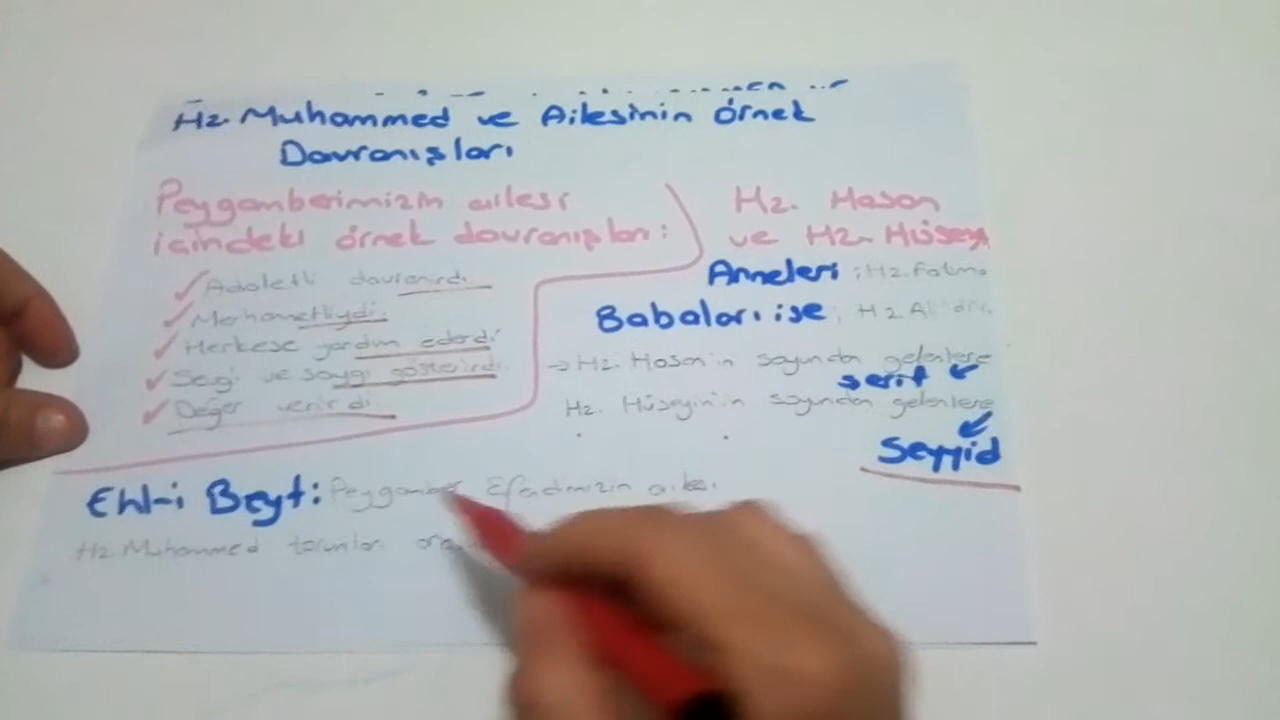 Hz. Muhammed ve Ailesinin Örnek
Davranışları
Peygamberimizin ailesi
içindeki örnek davranışları:
✓ Adaletli davranırdı.
✓ Merhametliydi.
✓ Herkese yardım ederdi
✓ Sevgi ve saygı gösterirdi.
✓ Değer verirdi.
Hz. Hasan
ve Hz. Hüseyn
Anneleri : Hz. Fatma
Babaları ise : Hz Ali'dir.
→ Hz. Hasan'ın soyundan gelenlere
şerif
Hz. Hüseyin'in soyundan gelenlere
Seyyid
Ehl-i Beyt: Peygamber Efendimizin ailesi
Hz. Muhammed torunları